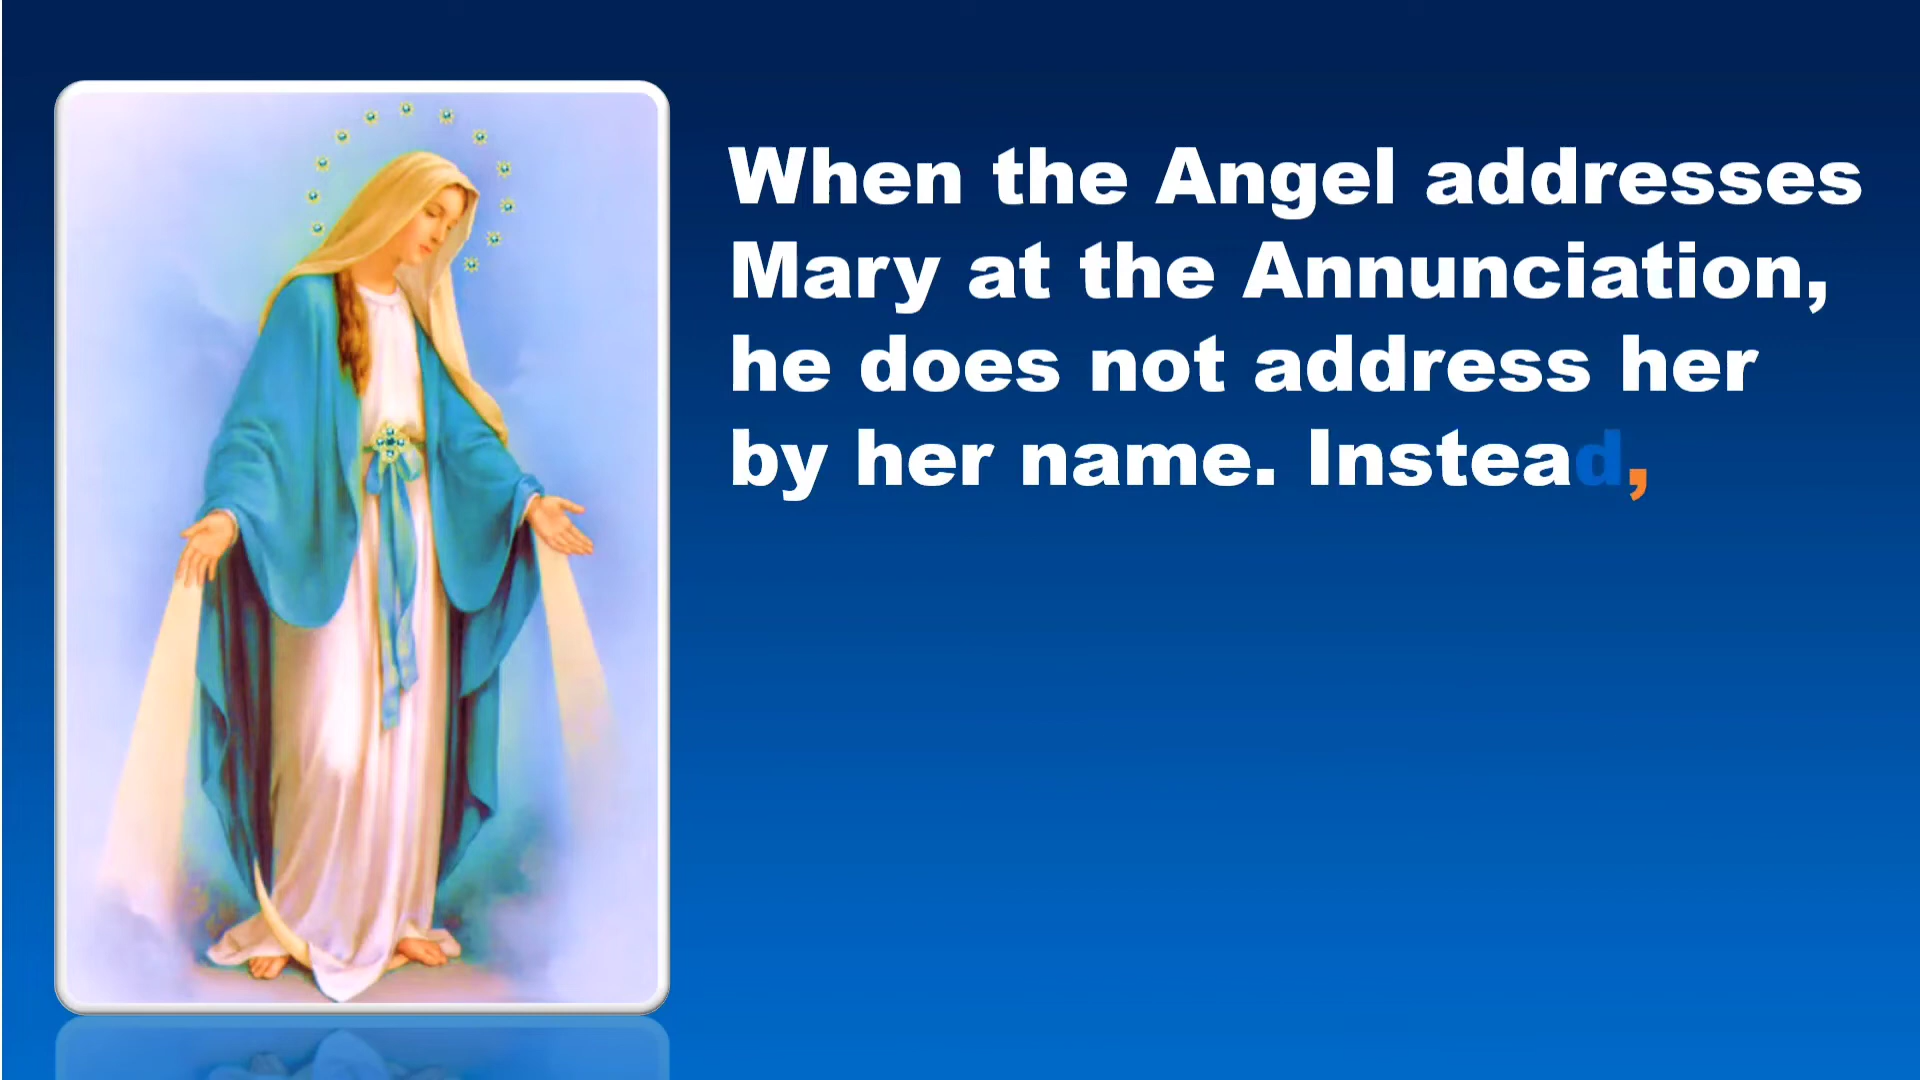 When the Angel addresses
Mary at the Annunciation,
he does not address her
by her name. Instead,